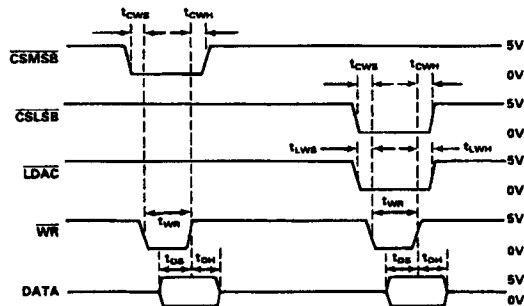 tCWS tCWH
CSMSB 5V
tCWS tCWH 0V
CSLSB 5V
tLWS tLWH 0V
LDAC 5V
tWR tWR 0V
WR 5V
tDS tDH tDS tDH 0V
DATA 5V
0V